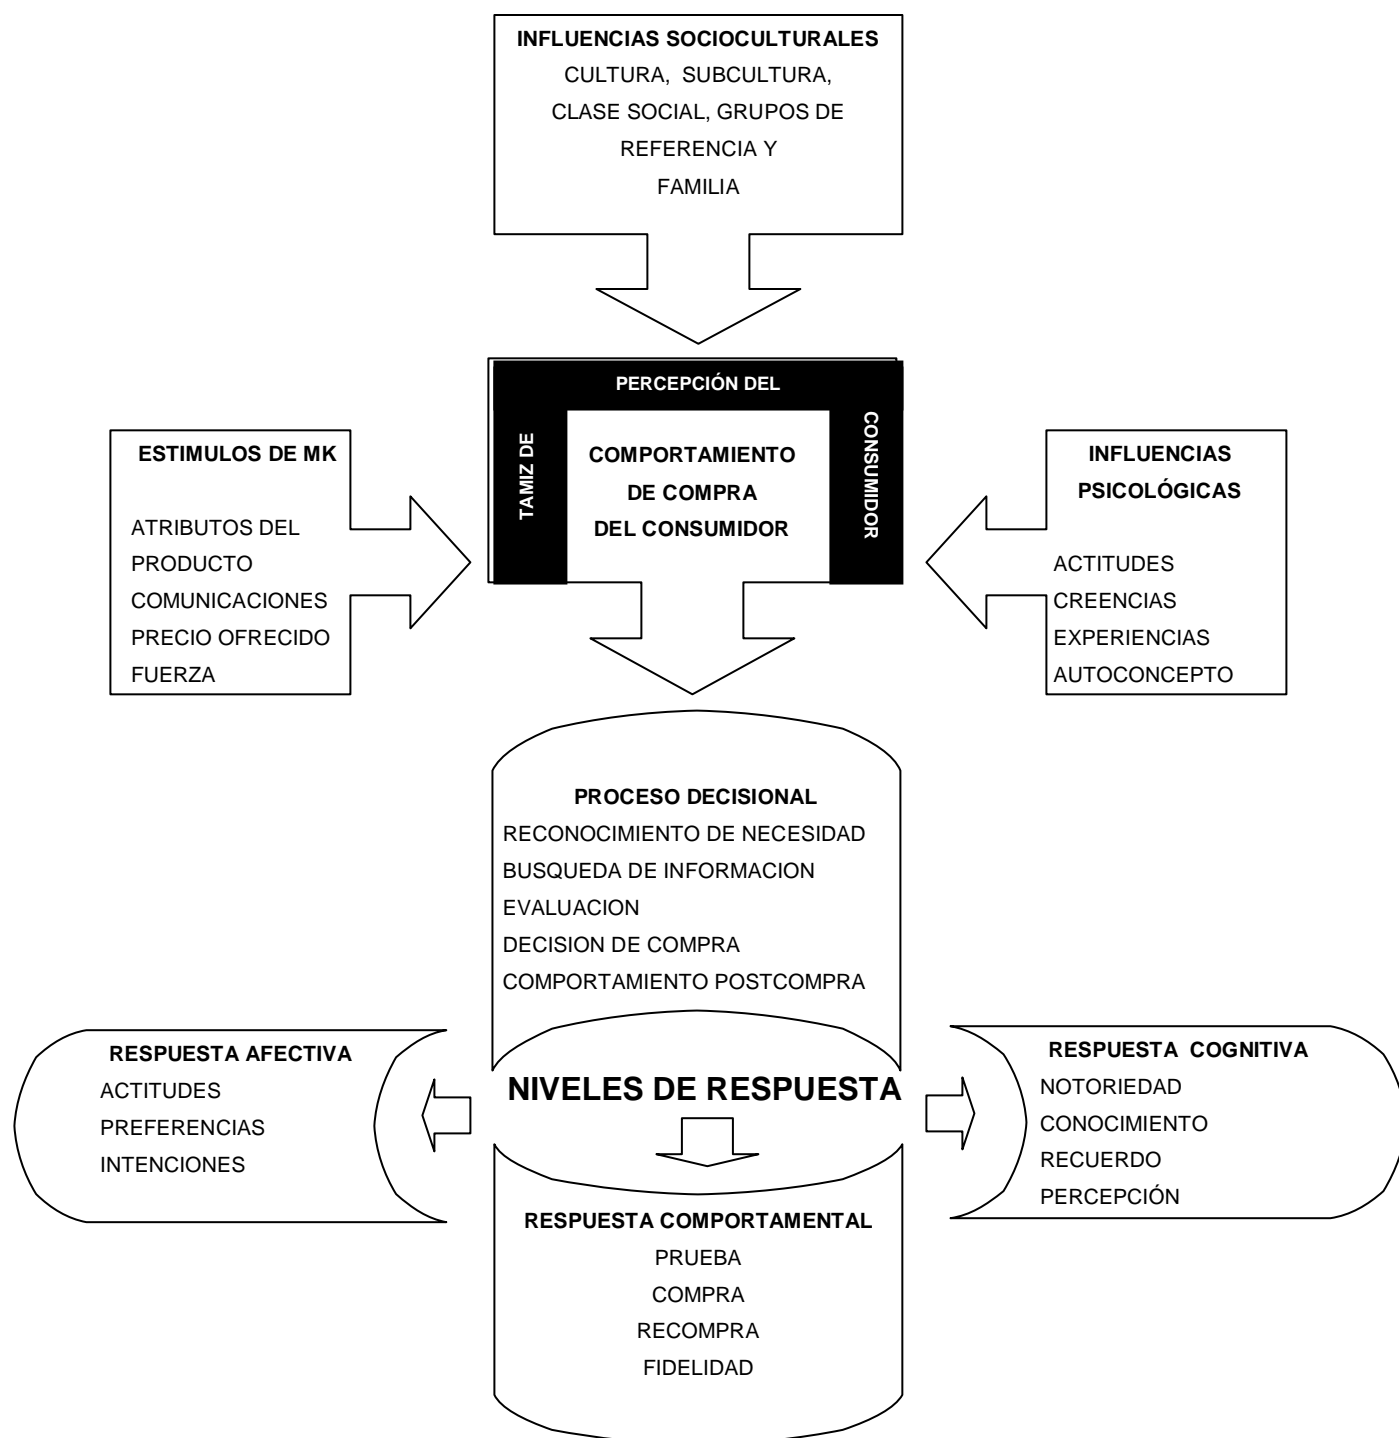 INFLUENCIAS SOCIOCULTURALES
CULTURA, SUBCULTURA,
CLASE SOCIAL, GRUPOS DE
REFERENCIA Y
FAMILIA
PERCEPCIÓN DEL
TAMIZ DE
CONSUMIDOR
COMPORTAMIENTO
DE COMPRA
DEL CONSUMIDOR
ESTIMULOS DE MK
ATRIBUTOS DEL
PRODUCTO
COMUNICACIONES
PRECIO OFRECIDO
FUERZA
INFLUENCIAS
PSICOLÓGICAS
ACTITUDES
CREENCIAS
EXPERIENCIAS
AUTOCONCEPTO
PROCESO DECISIONAL
RECONOCIMIENTO DE NECESIDAD
BUSQUEDA DE INFORMACION
EVALUACION
DECISION DE COMPRA
COMPORTAMIENTO POSTCOMPRA
NIVELES DE RESPUESTA
RESPUESTA AFECTIVA
ACTITUDES
PREFERENCIAS
INTENCIONES
RESPUESTA COGNITIVA
NOTORIEDAD
CONOCIMIENTO
RECUERDO
PERCEPCIÓN
RESPUESTA COMPORTAMENTAL
PRUEBA
COMPRA
RECOMPRA
FIDELIDAD